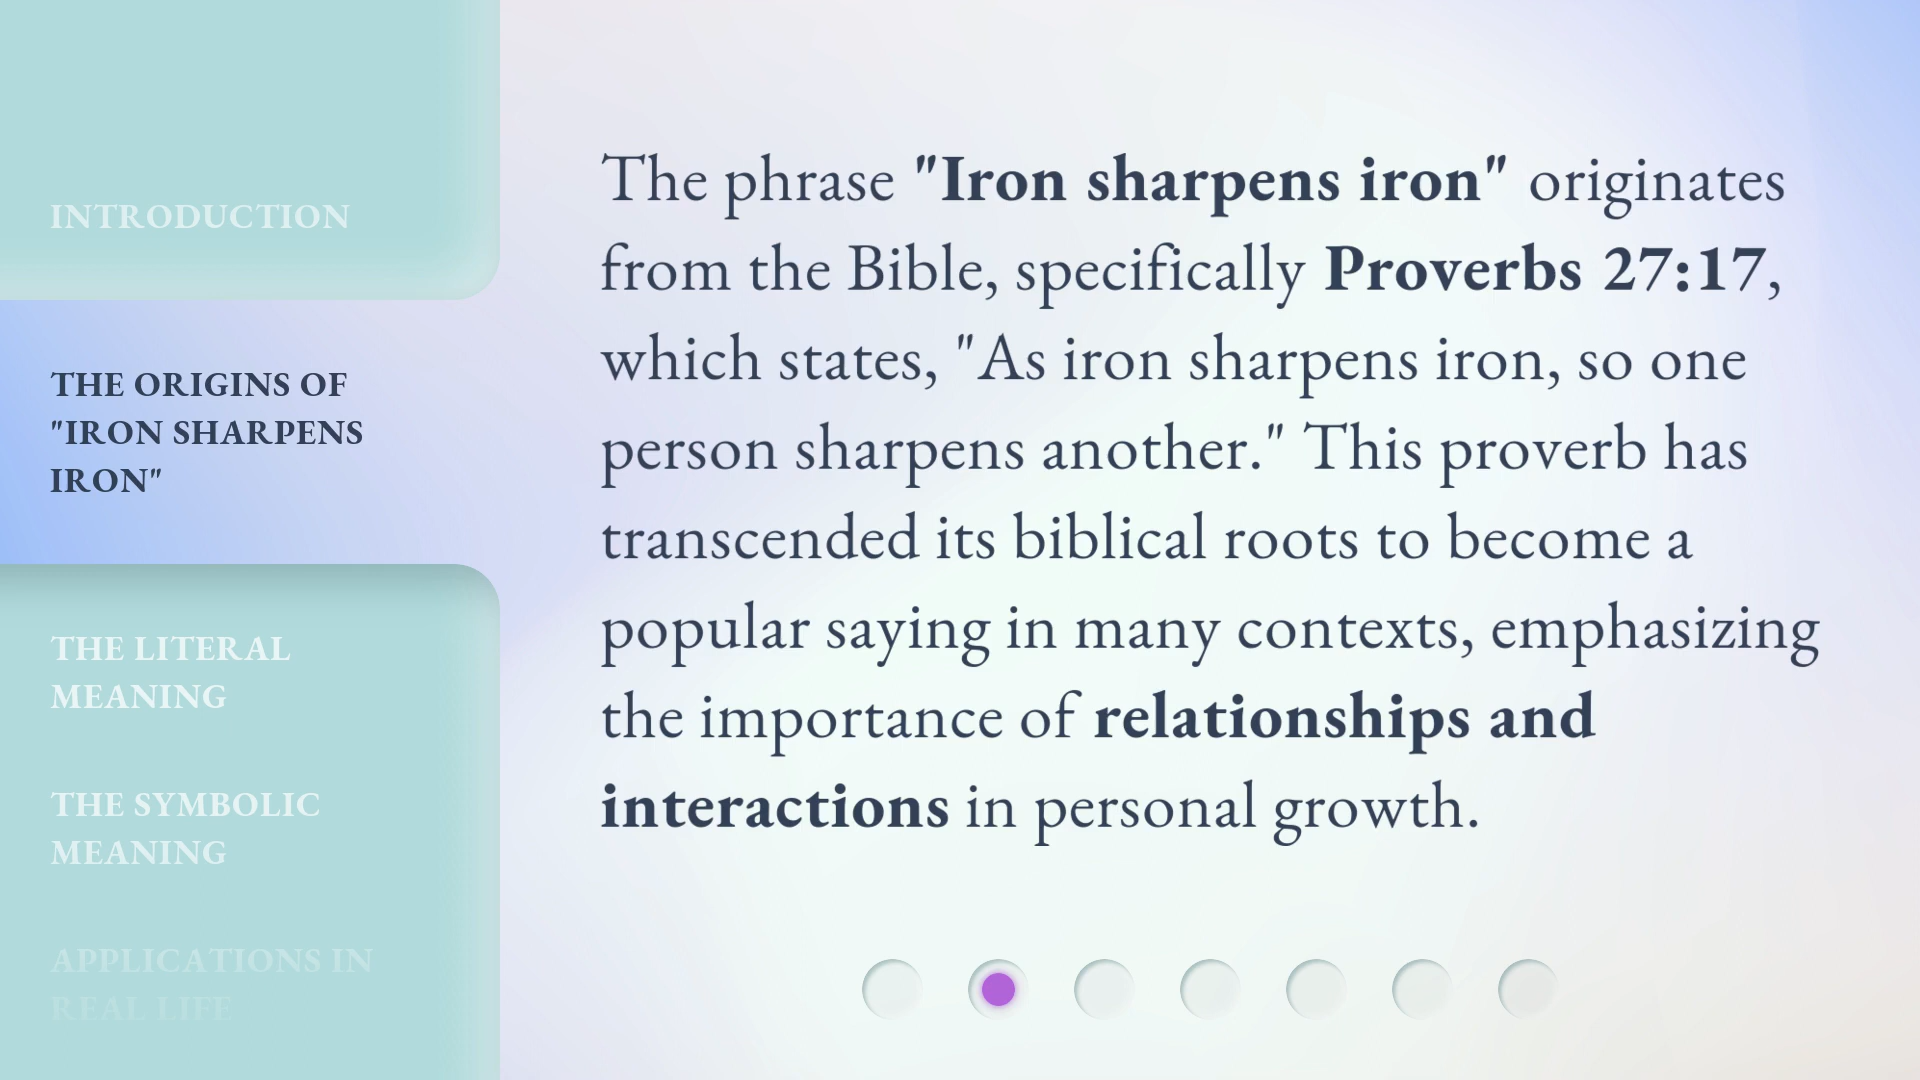 INTRODUCTION
THE ORIGINS OF
"IRON SHARPENS
IRON"
THE LITERAL
MEANING
THE SYMBOLIC
MEANING
APPLICATIONS IN
REAL LIFE
The phrase "Iron sharpens iron" originates
from the Bible, specifically Proverbs 27:17,
which states, "As iron sharpens iron, so one
person sharpens another." This proverb has
transcended its biblical roots to become a
popular saying in many contexts, emphasizing
the importance of relationships and
interactions in personal growth.